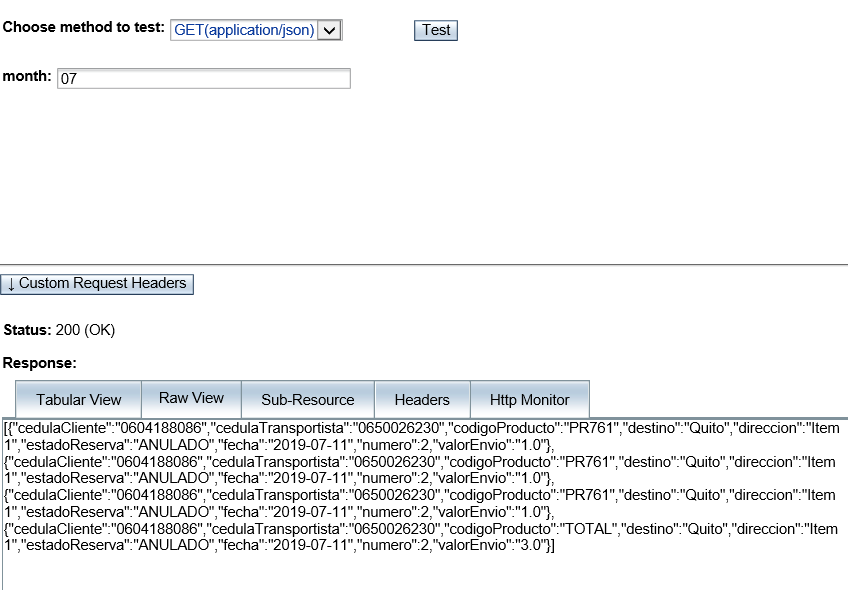 Choose method to test: GET(application/json) Test
month: 07
↓ Custom Request Headers
Status: 200 (OK)
Response:
Tabular View Raw View Sub-Resource Headers Http Monitor
[{"cedulaCliente":"0604188086","cedulaTransportista":"0650026230","codigoProducto":"PR761","destino":"Quito","direccion":"Item
1","estadoReserva":"ANULADO","fecha":"2019-07-11","numero":2,"valorEnvio":"1.0"},
{"cedulaCliente":"0604188086","cedulaTransportista":"0650026230","codigoProducto":"PR761","destino":"Quito","direccion":"Item
1","estadoReserva":"ANULADO","fecha":"2019-07-11","numero":2,"valorEnvio":"1.0"},
{"cedulaCliente":"0604188086","cedulaTransportista":"0650026230","codigoProducto":"PR761","destino":"Quito","direccion":"Item
1","estadoReserva":"ANULADO","fecha":"2019-07-11","numero":2,"valorEnvio":"1.0"},
{"cedulaCliente":"0604188086","cedulaTransportista":"0650026230","codigoProducto":"TOTAL","destino":"Quito","direccion":"Item
1","estadoReserva":"ANULADO","fecha":"2019-07-11","numero":2,"valorEnvio":"3.0"}]